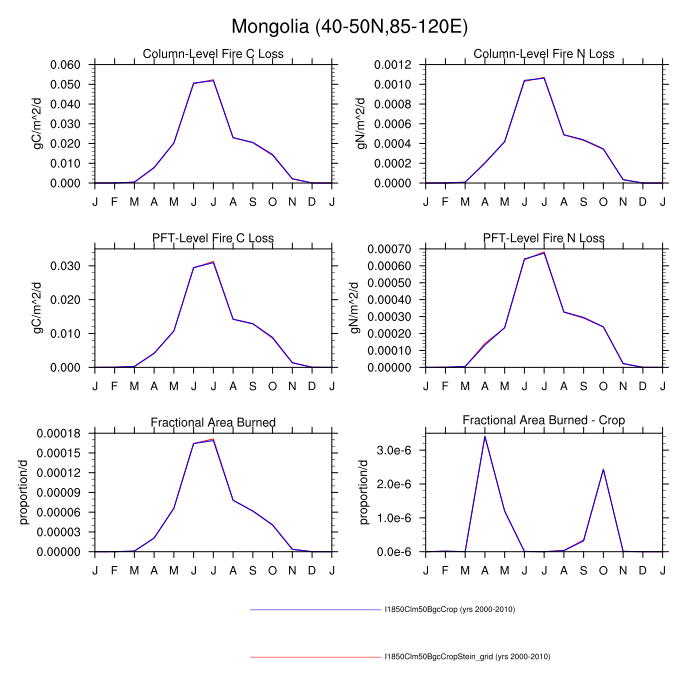 Mongolia (40-50N,85-120E)
Column-Level Fire C Loss
gC/m^2/d
0.060
0.050
0.040
0.030
0.020
0.010
0.000
J F M A M J J A S O N D J
Column-Level Fire N Loss
gN/m^2/d
0.0012
0.0010
0.0008
0.0006
0.0004
0.0002
0.0000
J F M A M J J A S O N D J
PFT-Level Fire C Loss
gC/m^2/d
0.030
0.020
0.010
0.000
J F M A M J J A S O N D J
PFT-Level Fire N Loss
gN/m^2/d
0.00070
0.00060
0.00050
0.00040
0.00030
0.00020
0.00010
0.00000
J F M A M J J A S O N D J
Fractional Area Burned
proportion/d
0.00018
0.00015
0.00012
0.00009
0.00006
0.00003
0.00000
J F M A M J J A S O N D J
Fractional Area Burned - Crop
proportion/d
3.0e-6
2.0e-6
1.0e-6
0.0e-6
J F M A M J J A S O N D J
I1850Clm50BgcCrop (yrs 2000-2010)
I1850Clm50BgcCropStein_grid (yrs 2000-2010)